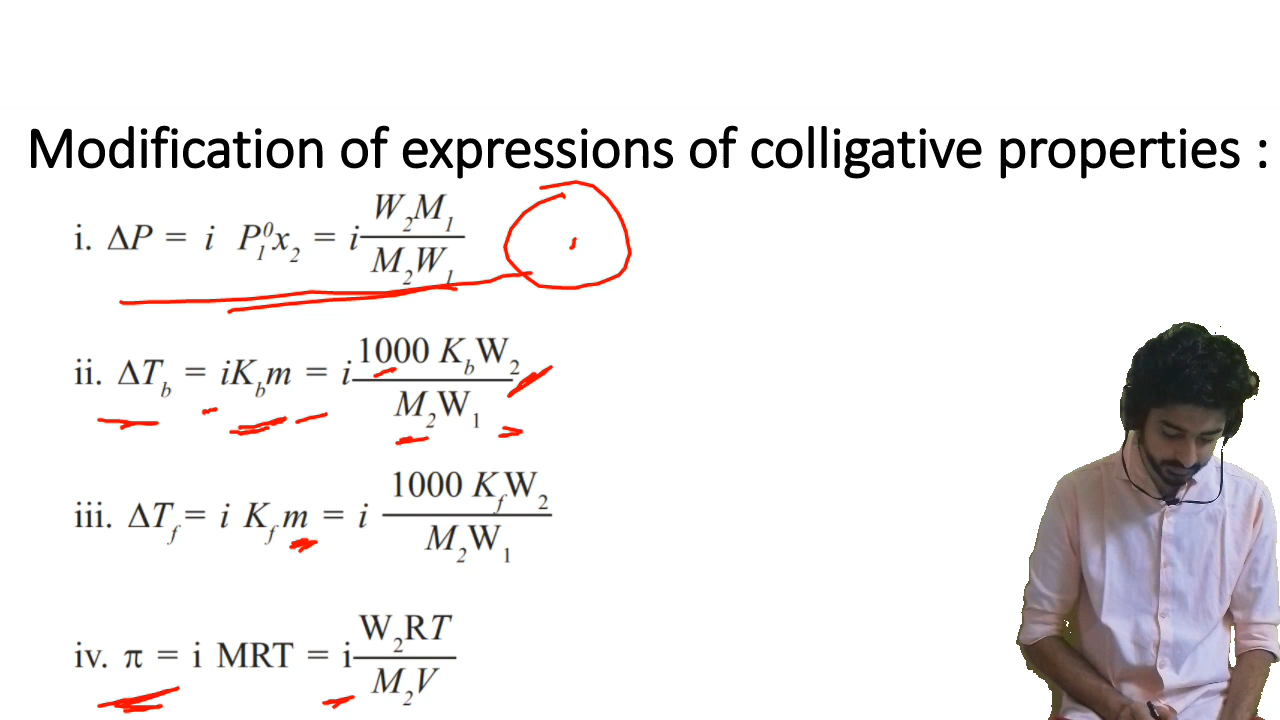 Modification of expressions of colligative properties :
i. ΔP = i P₁⁰x₂ = i W₂M₁ / M₂W₁
ii. ΔT_b = iK_bm = i 1000 K_bW₂ / M₂W₁
iii. ΔT_f = i K_fm = i 1000 K_fW₂ / M₂W₁
iv. π = i MRT = i W₂RT / M₂V